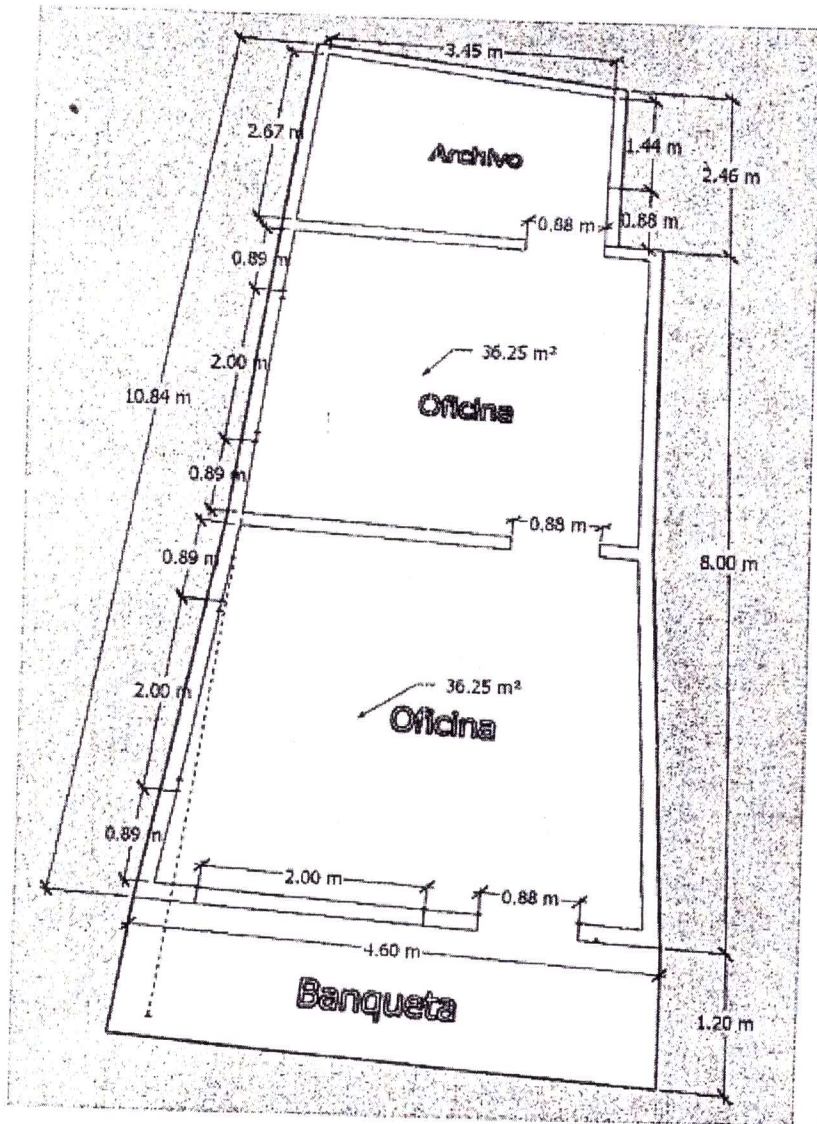 3.45 m
2.67 m
Archivo
1.44 m
2.46 m
0.88 m
0.88 m
0.89 m
2.00 m
36.25 m²
Oficina
10.84 m
0.89 m
0.88 m
0.89 m
8.00 m
2.00 m
36.25 m²
Oficina
0.89 m
2.00 m
0.88 m
4.60 m
Banqueta
1.20 m